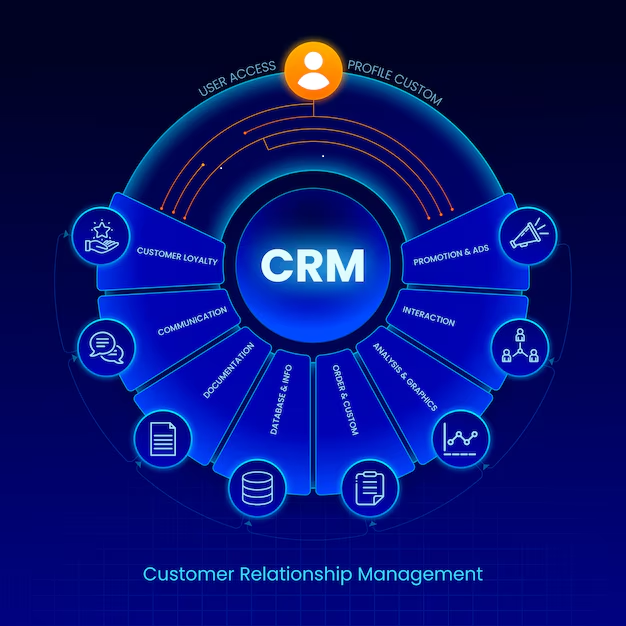 USER ACCESS
PROFILE CUSTOM
CRM
CUSTOMER LOYALTY
PROMOTION & ADS
COMMUNICATION
INTERACTION
DOCUMENTATION
DATABASE & INFO
ORDER & CUSTOM
ANALYSIS & GRAPHICS
Customer Relationship Management